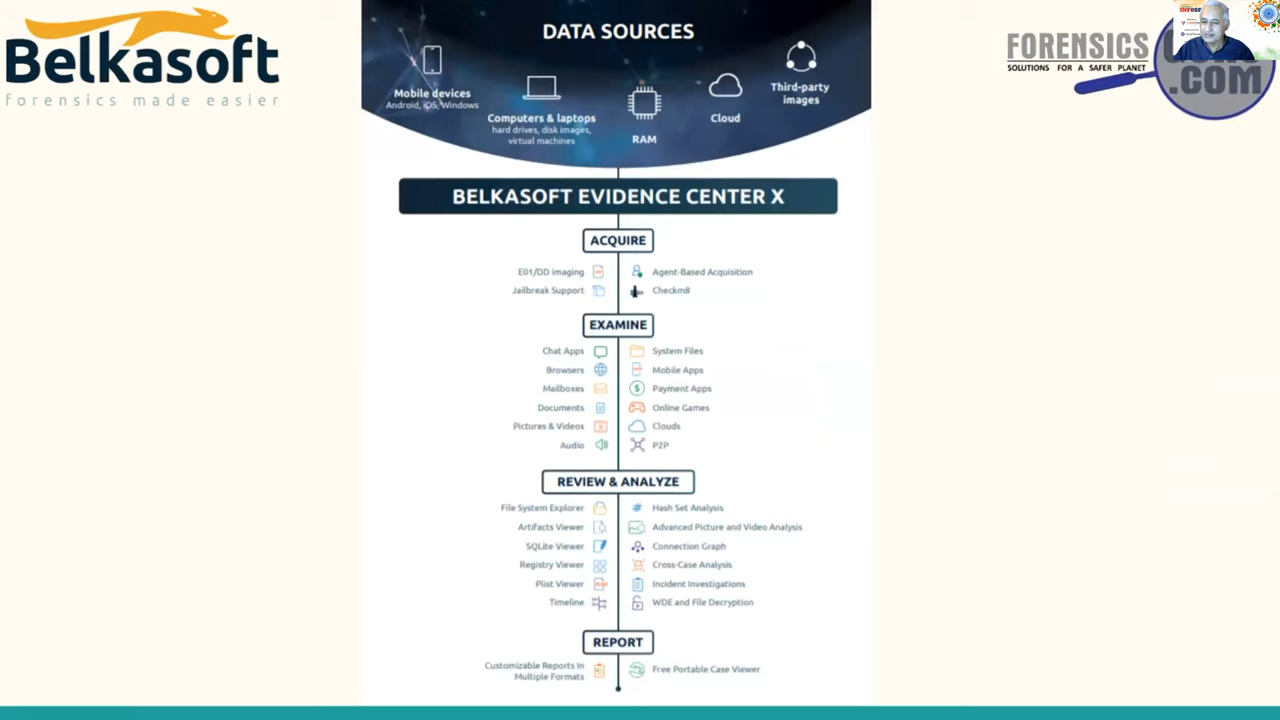 Belkasoft
forensics made easier
FORENSICS
SOLUTIONS FOR A SAFER PLANET
.COM
DATA SOURCES
Mobile devices
Android, iOS, Windows
Computers & laptops
hard drives, disk images,
virtual machines
RAM
Cloud
Third-party
images
BELKASOFT EVIDENCE CENTER X
ACQUIRE
E01/DD imaging
Agent-Based Acquisition
Jailbreak Support
Checkm8
EXAMINE
Chat Apps
System Files
Browsers
Mobile Apps
Mailboxes
Payment Apps
Documents
Online Games
Pictures & Videos
Clouds
Audio
P2P
REVIEW & ANALYZE
File System Explorer
Hash Set Analysis
Artifacts Viewer
Advanced Picture and Video Analysis
SQLite Viewer
Connection Graph
Registry Viewer
Cross-Case Analysis
Plist Viewer
Incident Investigations
Timeline
WDE and File Decryption
REPORT
Customizable Reports In
Multiple Formats
Free Portable Case Viewer